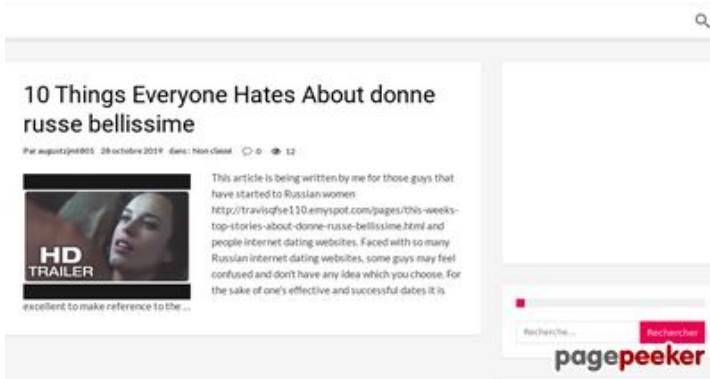 10 Things Everyone Hates About donne
russe bellissime
Par augustzjmt801 28 octobre 2019 dans : Non classé 0 12
This article is being written by me for those guys that
have started to Russian women
http://travisqfse110.emyspot.com/pages/this-weeks-
top-stories-about-donne-russe-bellissime.html and
people internet dating websites. Faced with so many
Russian internet dating websites, some guys may feel
confused and don't have any idea which you choose. For
the sake of one's effective and successful dates it is
excellent to make reference to the ...
HD
TRAILER
Recherche...
Rechercher
pagepeeker